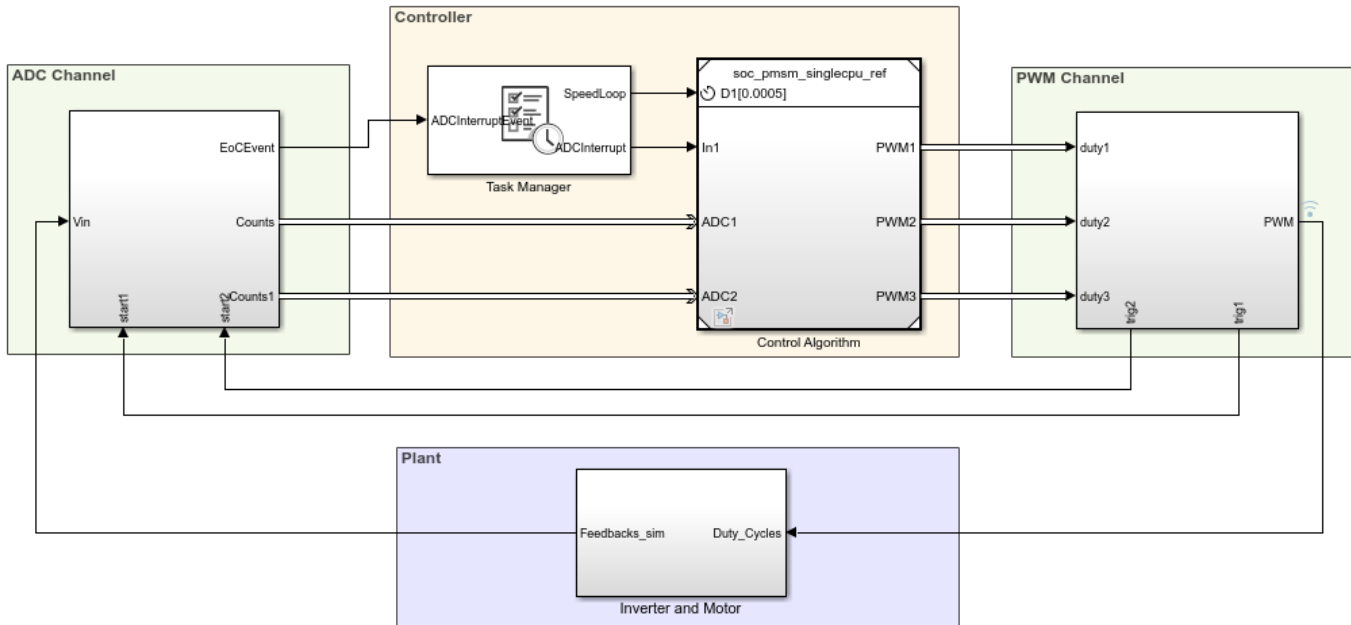 Controller
ADC Channel
PWM Channel
EoCEvent
Vin
Counts
Counts1
start1
start2
SpeedLoop
ADCInterruptEvent
ADCInterrupt
Task Manager
soc_pmsm_singlecpu_ref
D1[0.0005]
In1
PWM1
ADC1
PWM2
ADC2
PWM3
Control Algorithm
duty1
duty2
PWM
duty3
trig2
trig1
Plant
Feedbacks_sim
Duty_Cycles
Inverter and Motor